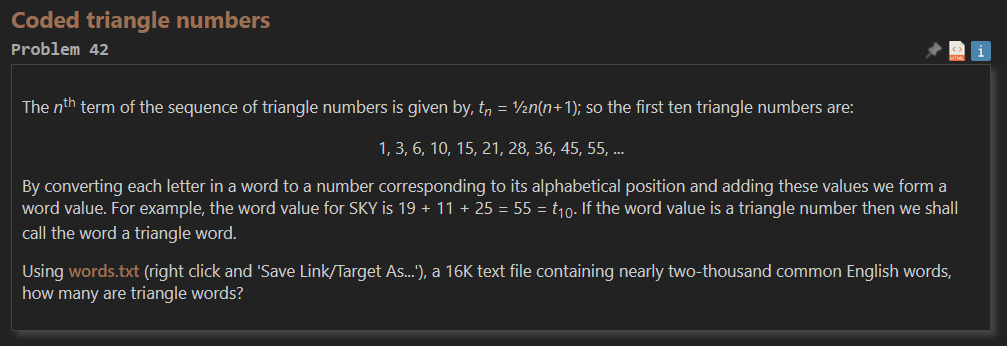 Coded triangle numbers
Problem 42
HTML
i
The nth term of the sequence of triangle numbers is given by, tn = ½n(n+1); so the first ten triangle numbers are:
1, 3, 6, 10, 15, 21, 28, 36, 45, 55, ...
By converting each letter in a word to a number corresponding to its alphabetical position and adding these values we form a
word value. For example, the word value for SKY is 19 + 11 + 25 = 55 = t10. If the word value is a triangle number then we shall
call the word a triangle word.
Using words.txt (right click and 'Save Link/Target As...'), a 16K text file containing nearly two-thousand common English words,
how many are triangle words?